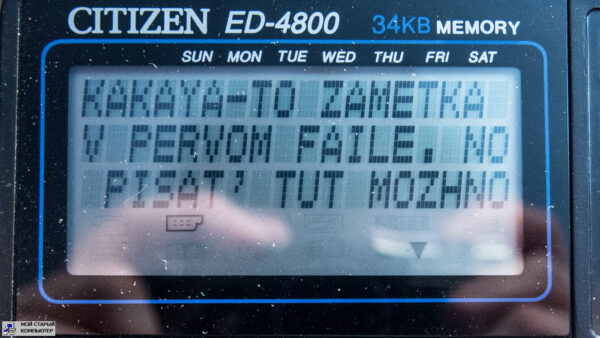 CITIZEN ED-4800 34KB MEMORY
SUN MON TUE WÈD THU FRI SAT
KAKAYA-TO ZAMETKA
V PERVOM FAILE, NO
PISAT' TUT MOZHNO
МОЙ СТАРЫЙ
КОМПЬЮТЕР